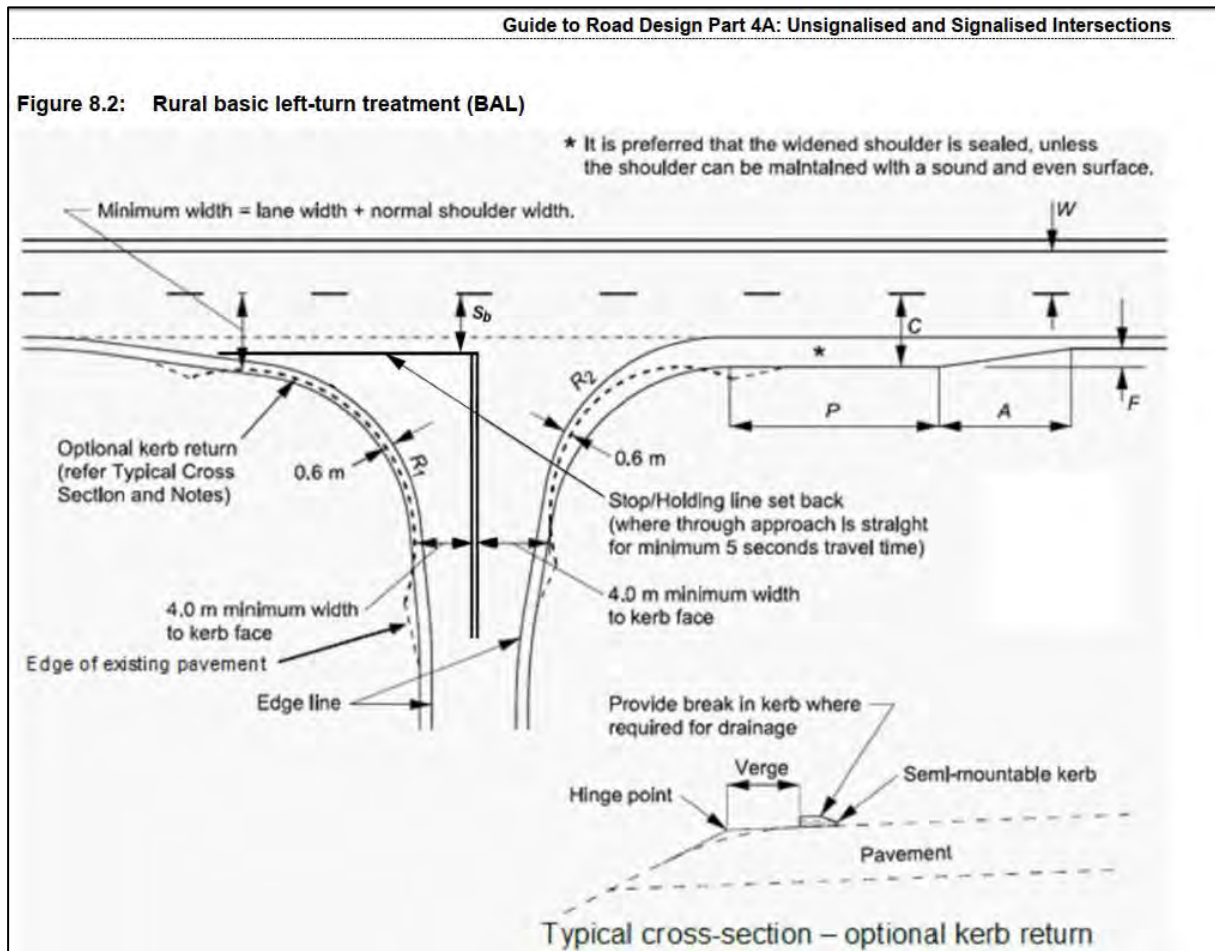 Guide to Road Design Part 4A: Unsignalised and Signalised Intersections
Figure 8.2: Rural basic left-turn treatment (BAL)
* It is preferred that the widened shoulder is sealed, unless
the shoulder can be maintained with a sound and even surface.
Minimum width = lane width + normal shoulder width.
W
Sb
C
*
R2
P
A
F
Optional kerb return
(refer Typical Cross
Section and Notes)
0.6 m
R1
0.6 m
Stop/Holding line set back
(where through approach is straight
for minimum 5 seconds travel time)
4.0 m minimum width
to kerb face
4.0 m minimum width
to kerb face
Edge of existing pavement
Edge line
Provide break in kerb where
required for drainage
Verge
Semi-mountable kerb
Hinge point
Pavement
Typical cross-section – optional kerb return